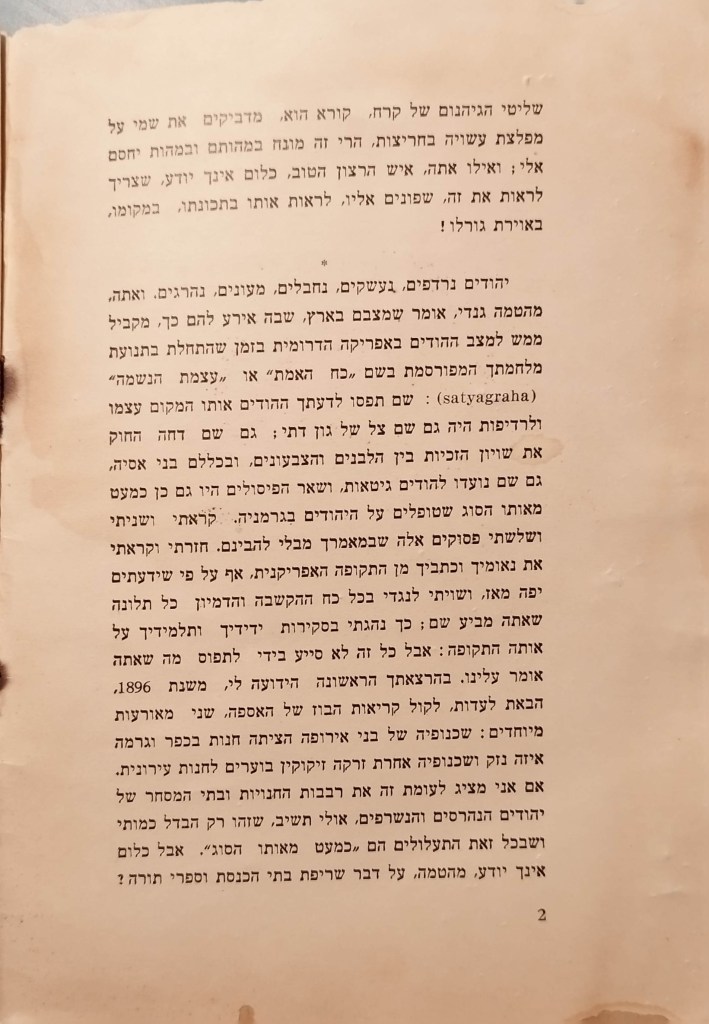 שליטי הגיהנום של קרח, קורא הוא, מדביקים את שמי על
מפלצת עשויה בחריצות, הרי זה מונח במהותם ובמהות יחסם
אלי; ואילו אתה, איש הרצון הטוב, כלום אינך יודע, שצריך
לראות את זה, שפונים אליו, לראות אותו בתכונתו, במקומו,
באוירת גורלו!
*
יהודים נרדפים, נעשקים, נחבלים, מעונים, נהרגים. ואתה,
מהטמה גנדי, אומר שמצבם בארץ, שבה אירע להם כך, מקביל
ממש למצב ההודים באפריקה הדרומית בזמן שהתחלת בתנועת
מלחמתך המפורסמת בשם „כח האמת" או „עצמת הנשמה"
(satyagraha) : שם תפסו לדעתך ההודים אותו המקום עצמו
ולרדיפות היה גם שם צל של גון דתי; גם שם דחה החוק
את שויון הזכיות בין הלבנים והצבעונים, ובכללם בני אסיה,
גם שם נועדו להודים גיטאות, ושאר הפיסולים היו גם כן כמעט
מאותו הסוג שטופלים על היהודים בגרמניה. קראתי ושניתי
ושלשתי פסוקים אלה שבמאמרך מבלי להבינם. חזרתי וקראתי
את נאומיך וכתביך מן התקופה האפריקנית, אף על פי שידעתים
יפה מאז, ושויתי לנגדי בכל כח ההקשבה והדמיון כל תלונה
שאתה מביע שם; כך נהגתי בסקירות ידידיך ותלמידיך על
אותה התקופה: אבל כל זה לא סייע בידי לתפוס מה שאתה
אומר עלינו. בהרצאתך הראשונה הידועה לי, משנת 1896,
הבאת לעדות, לקול קריאות הבוז של האספה, שני מאורעות
מיוחדים: שכנופיה של בני אירופה הציתה חנות בכפר וגרמה
איזה נזק ושכנופיה אחרת זרקה זיקוקין בוערים לחנות עירונית.
אם אני מציג לעומת זה את רבבות החנויות ובתי המסחר של
יהודים הנהרסים והנשרפים, אולי תשיב, שזהו רק הבדל כמותי
ושבכל זאת התעלולים הם „כמעט מאותו הסוג". אבל כלום
אינך יודע, מהטמה, על דבר שריפת בתי הכנסת וספרי תורה?
2